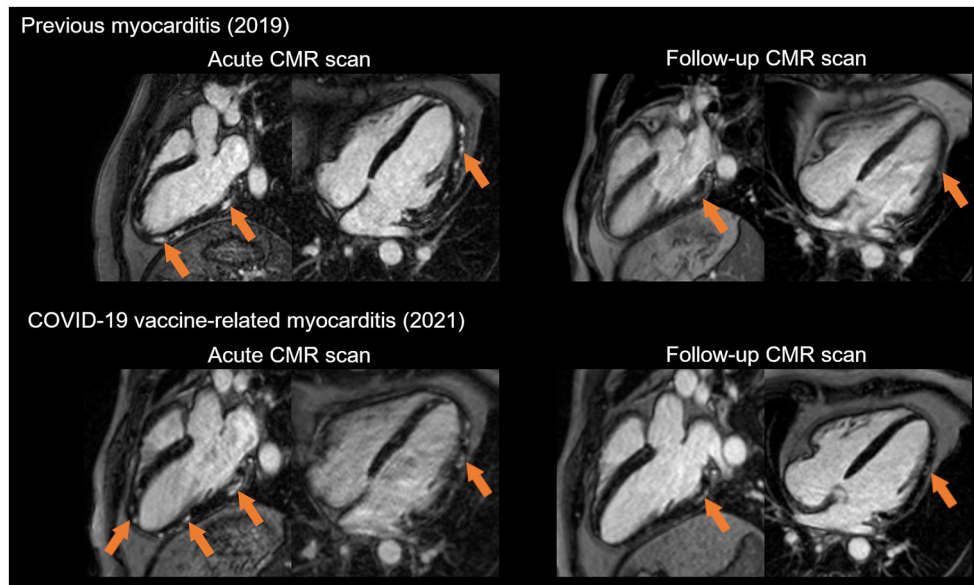 Previous myocarditis (2019)
Acute CMR scan
Follow-up CMR scan
COVID-19 vaccine-related myocarditis (2021)
Acute CMR scan
Follow-up CMR scan